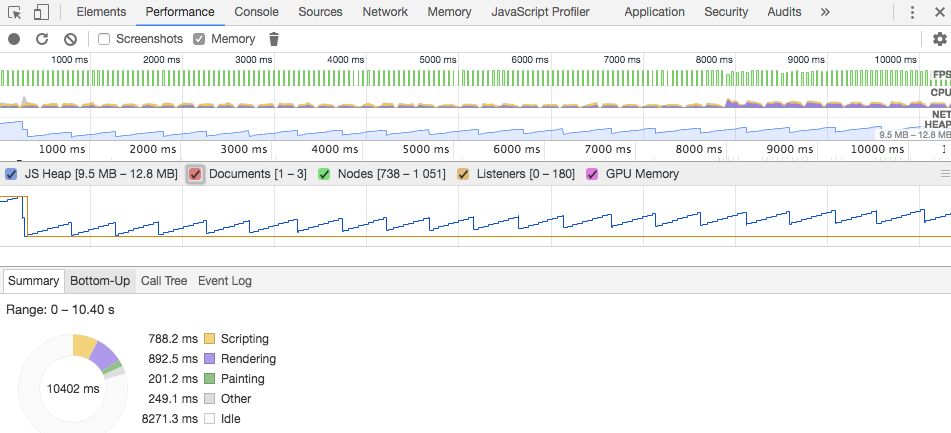 Elements Performance Console Sources Network Memory JavaScript Profiler Application Security Audits »
Screenshots Memory
1000 ms 2000 ms 3000 ms 4000 ms 5000 ms 6000 ms 7000 ms 8000 ms 9000 ms 10000 ms
FPS
CPU
NET
HEAP
9.5 MB – 12.8 MB
1000 ms 2000 ms 3000 ms 4000 ms 5000 ms 6000 ms 7000 ms 8000 ms 9000 ms 10000 ms
JS Heap [9.5 MB – 12.8 MB] Documents [1 – 3] Nodes [738 – 1 051] Listeners [0 – 180] GPU Memory
Summary Bottom-Up Call Tree Event Log
Range: 0 – 10.40 s
788.2 ms Scripting
892.5 ms Rendering
201.2 ms Painting
10402 ms
249.1 ms Other
8271.3 ms Idle